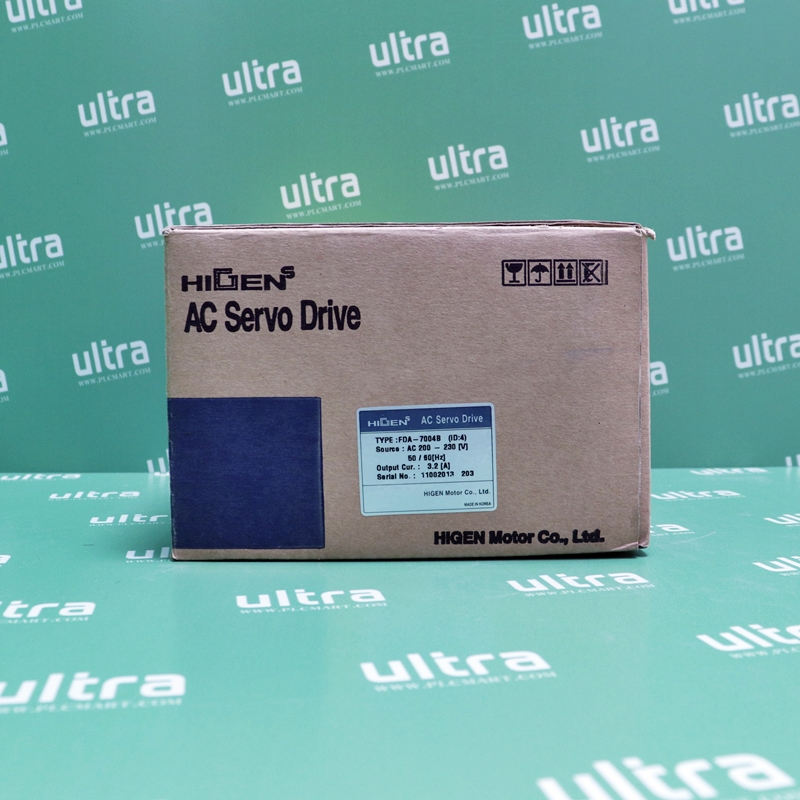 HIGENS
AC Servo Drive
HIGENS AC Servo Drive
TYPE : FDA - 7004B (ID:4)
Source : AC 200 - 230 [V]
50 / 60[Hz]
Output Cur. : 3.2 [A]
Serial No. : 11002013 203
HIGEN Motor Co., Ltd.
MADE IN KOREA
HIGEN Motor Co., Ltd.
ultra
WWW.PLCMART.COM